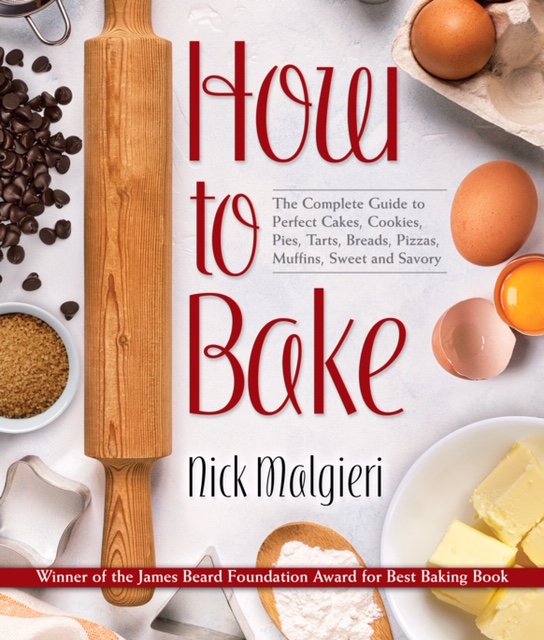 How
to
The Complete Guide to
Perfect Cakes, Cookies,
Pies, Tarts, Breads, Pizzas,
Muffins, Sweet and Savory
Bake
Nick Malgieri
Winner of the James Beard Foundation Award for Best Baking Book